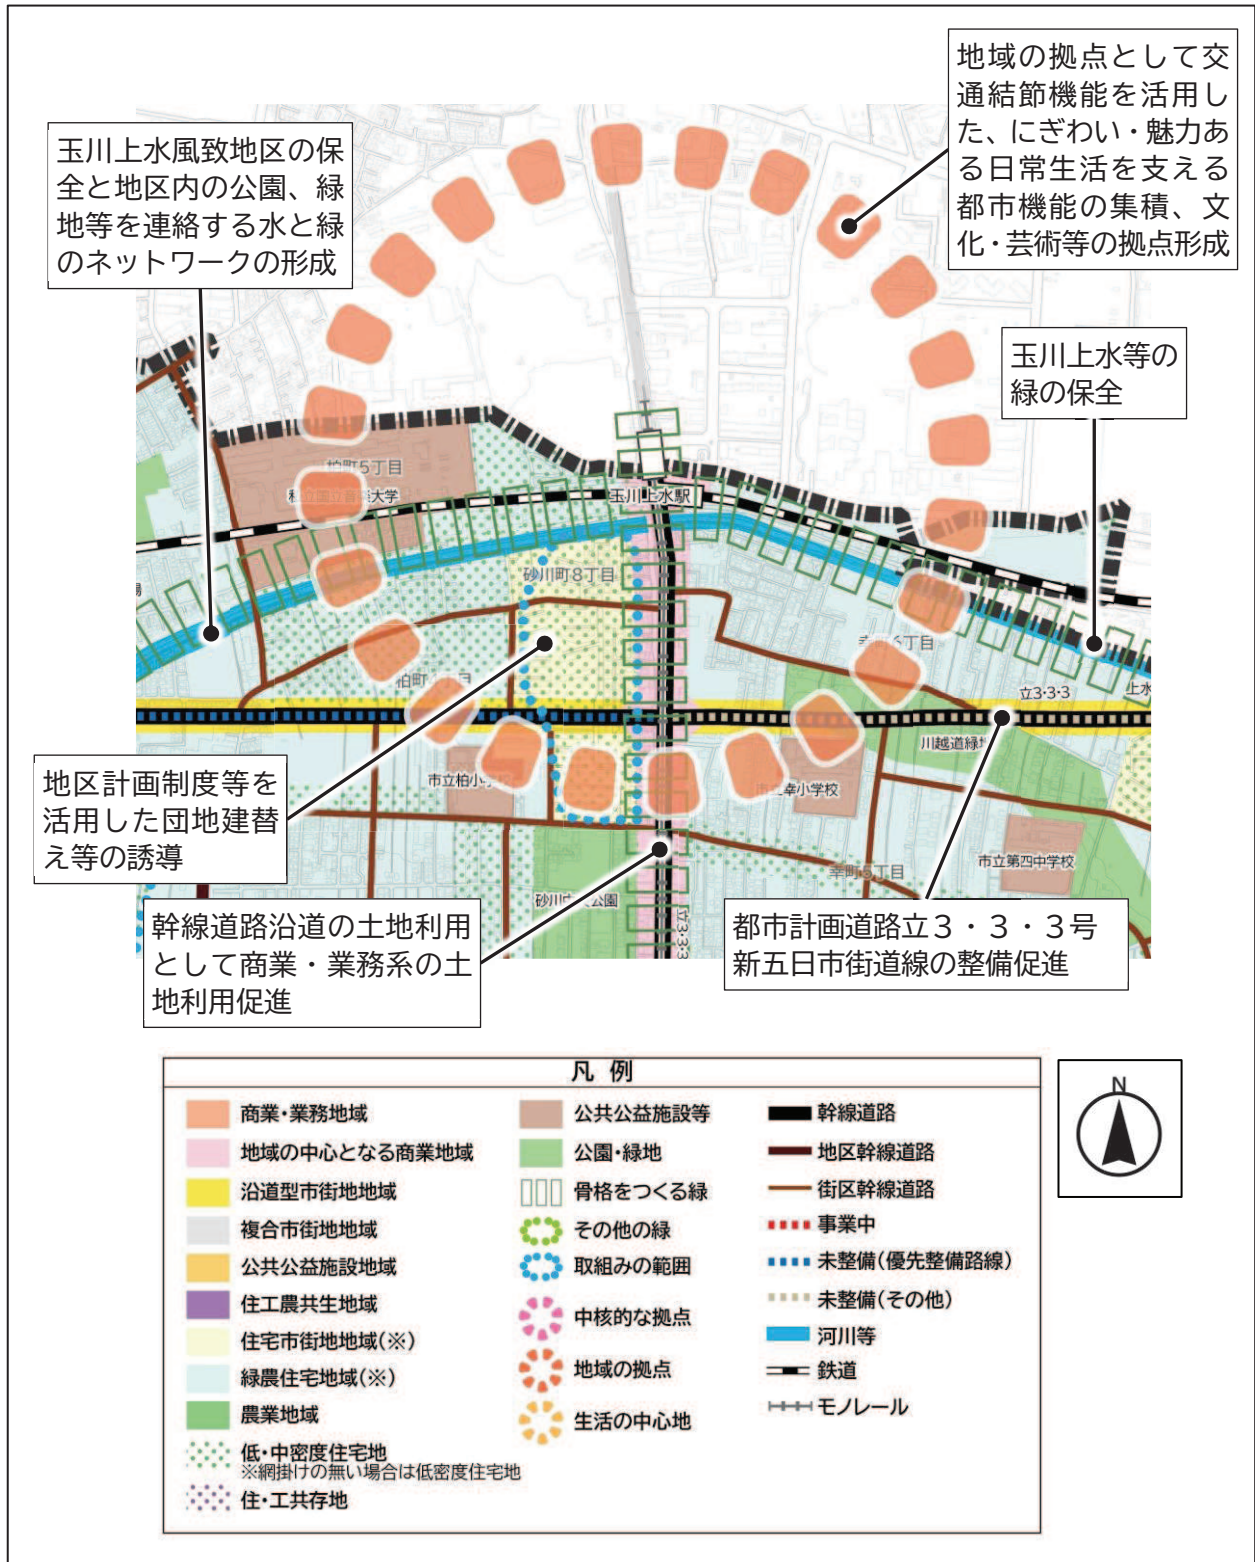 地域の拠点として交
通結節機能を活用し
た、にぎわい・魅力あ
る日常生活を支える
都市機能の集積、文
化・芸術等の拠点形成
玉川上水風致地区の保
全と地区内の公園、緑
地等を連絡する水と緑
のネットワークの形成
玉川上水等の
緑の保全
柏町5丁目
玉川上水駅
砂川町8丁目
立3・3・3
上水
川越道緑
市立柏小学校
幸小学校
市立第四中学校
幸町5丁目
立3・3・3
地区計画制度等を
活用した団地建替
え等の誘導
幹線道路沿道の土地利用
として商業・業務系の土
地利用促進
都市計画道路立3・3・3号
新五日市街道線の整備促進
凡 例
商業・業務地域
地域の中心となる商業地域
沿道型市街地地域
複合市街地地域
公共公益施設地域
住工農共生地域
住宅市街地地域(※)
緑農住宅地域(※)
農業地域
低・中密度住宅地
※網掛けの無い場合は低密度住宅地
住・工共存地
公共公益施設等
公園・緑地
骨格をつくる緑
その他の緑
取組みの範囲
中核的な拠点
地域の拠点
生活の中心地
幹線道路
地区幹線道路
街区幹線道路
事業中
未整備(優先整備路線)
未整備(その他)
河川等
鉄道
モノレール
N